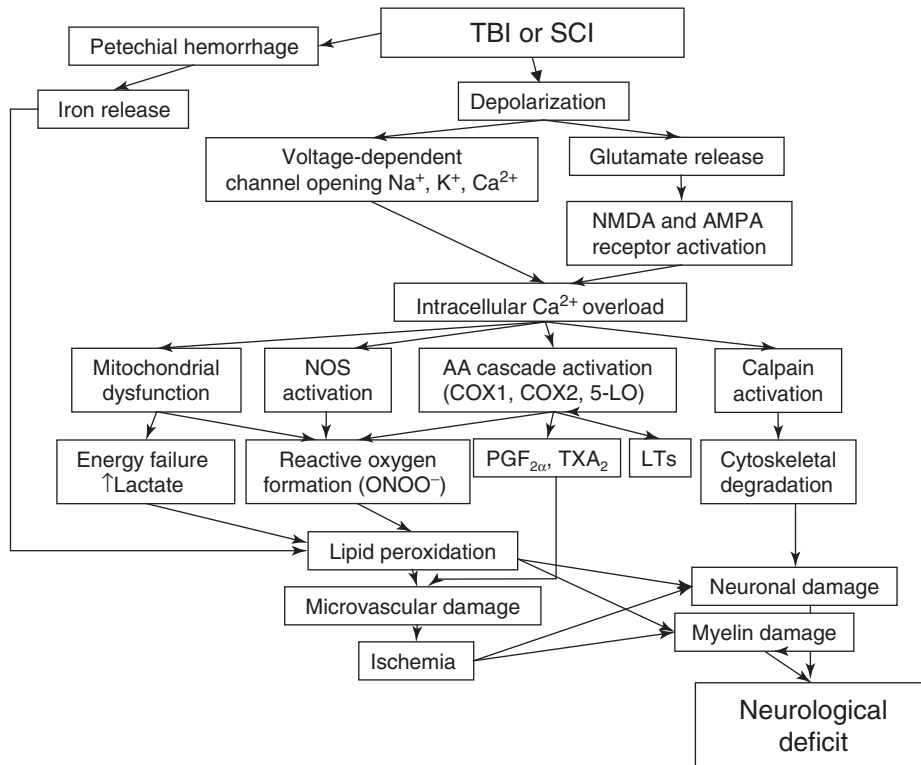 TBI or SCI
Petechial hemorrhage
Iron release
Depolarization
Voltage-dependent
channel opening Na⁺, K⁺, Ca²⁺
Glutamate release
NMDA and AMPA
receptor activation
Intracellular Ca²⁺ overload
Mitochondrial
dysfunction
NOS
activation
AA cascade activation
(COX1, COX2, 5-LO)
Calpain
activation
Energy failure
↑Lactate
Reactive oxygen
formation (ONOO⁻)
PGF₂α, TXA₂
LTs
Cytoskeletal
degradation
Lipid peroxidation
Neuronal damage
Microvascular damage
Myelin damage
Ischemia
Neurological
deficit